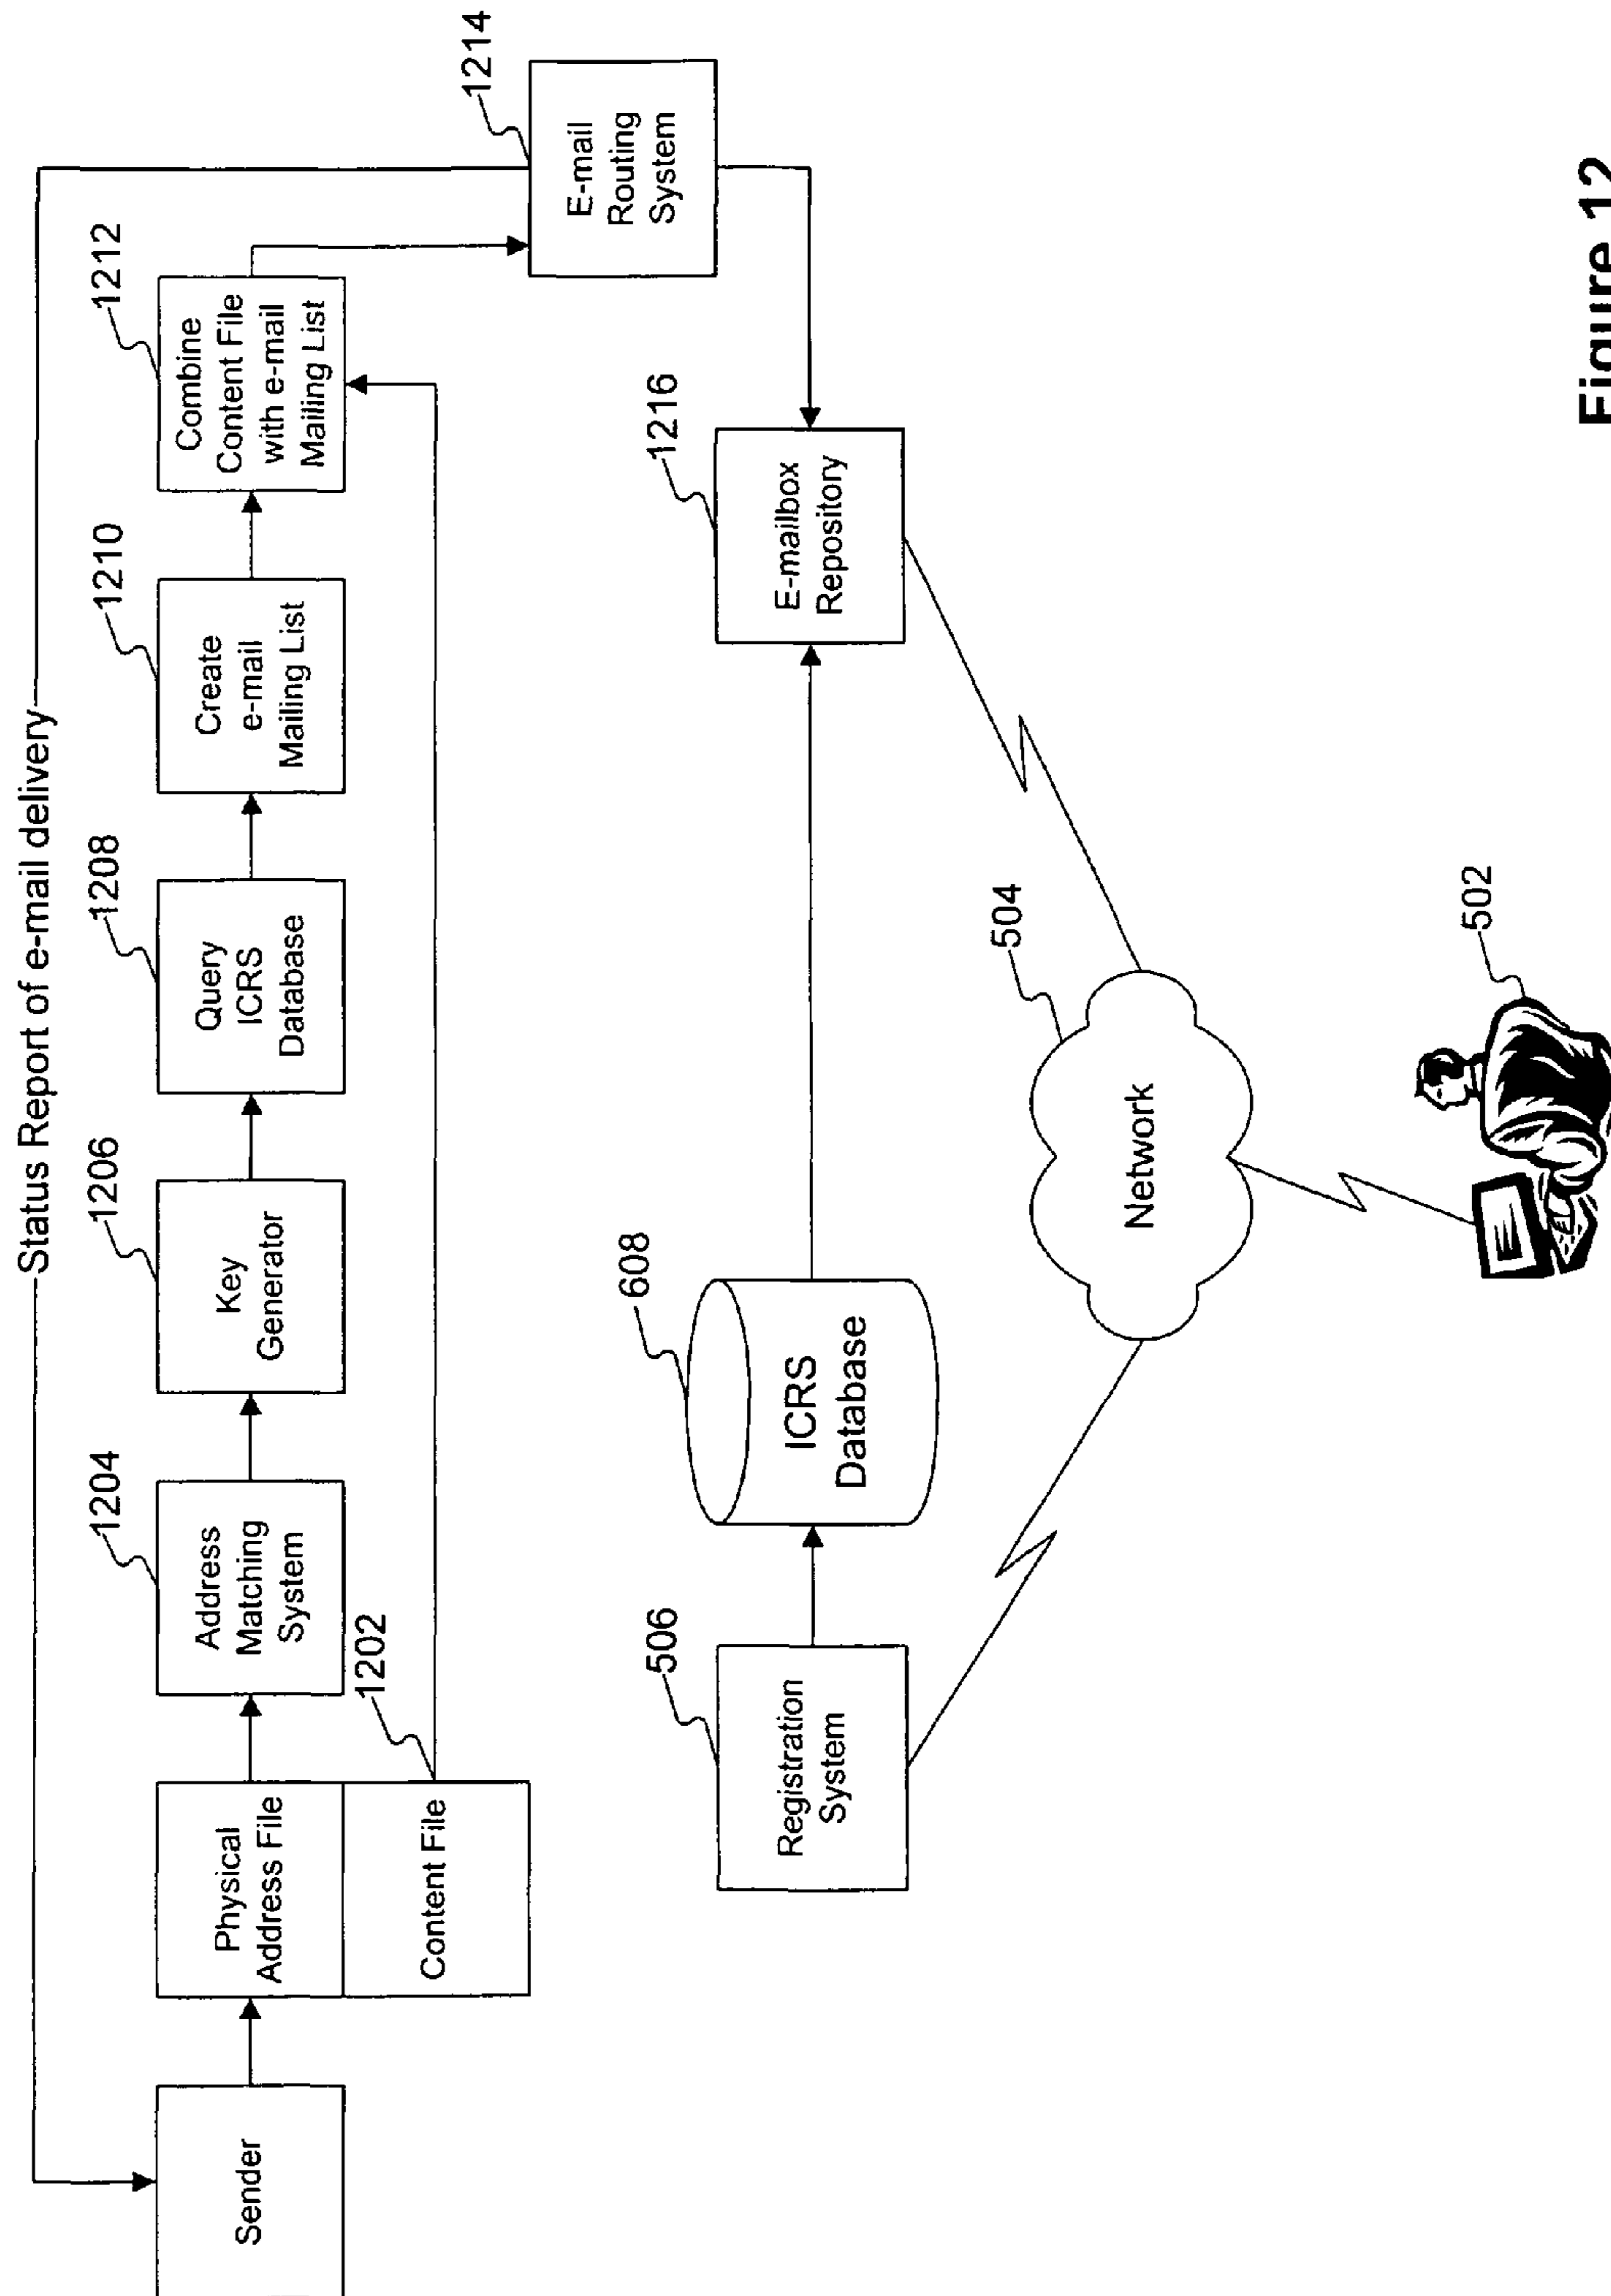 Status Report of e-mail delivery
Sender
Physical
Address File
Content File
1202
Address
Matching
System
1204
Key
Generator
1206
Query
ICRS
Database
1208
Create
e-mail
Mailing List
1210
Combine
Content File
with e-mail
Mailing List
1212
E-mail
Routing
System
1214
Registration
System
506
ICRS
Database
608
E-mailbox
Repository
1216
Network
504
502
Figure 12